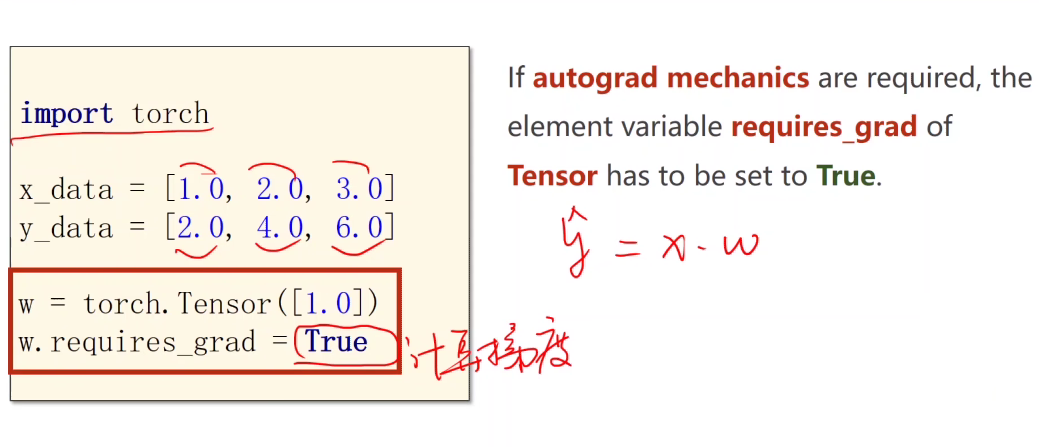 import torch
x_data = [1.0, 2.0, 3.0]
y_data = [2.0, 4.0, 6.0]
w = torch.Tensor([1.0])
w.requires_grad = True
计算梯度
If autograd mechanics are required, the
element variable requires_grad of
Tensor has to be set to True.
ŷ = x · w